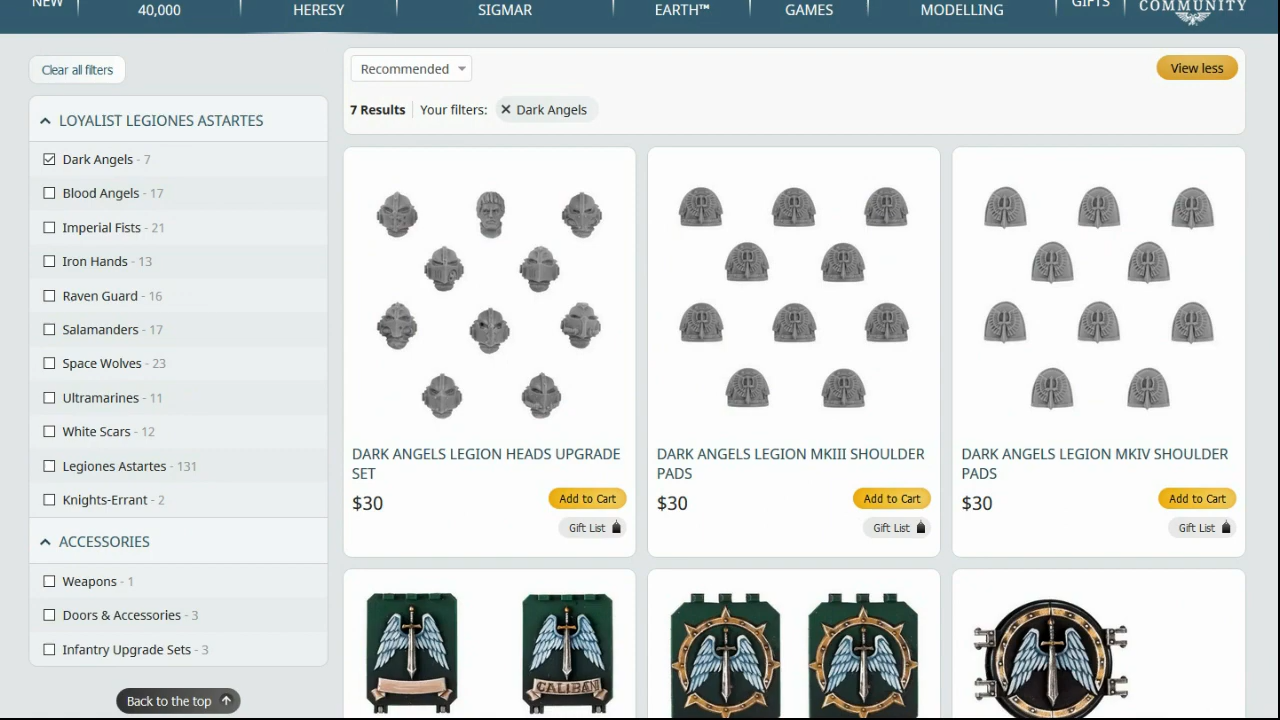 NEW
40,000
HERESY
SIGMAR
EARTH™
GAMES
MODELLING
GIFTS
COMMUNITY
Clear all filters
LOYALIST LEGIONES ASTARTES
Dark Angels - 7
Blood Angels - 17
Imperial Fists - 21
Iron Hands - 13
Raven Guard - 16
Salamanders - 17
Space Wolves - 23
Ultramarines - 11
White Scars - 12
Legiones Astartes - 131
Knights-Errant - 2
ACCESSORIES
Weapons - 1
Doors & Accessories - 3
Infantry Upgrade Sets - 3
Back to the top
Recommended
View less
7 Results
Your filters:
Dark Angels
DARK ANGELS LEGION HEADS UPGRADE
SET
$30
Add to Cart
Gift List
DARK ANGELS LEGION MKIII SHOULDER
PADS
$30
Add to Cart
Gift List
DARK ANGELS LEGION MKIV SHOULDER
PADS
$30
Add to Cart
Gift List
CALIBAN